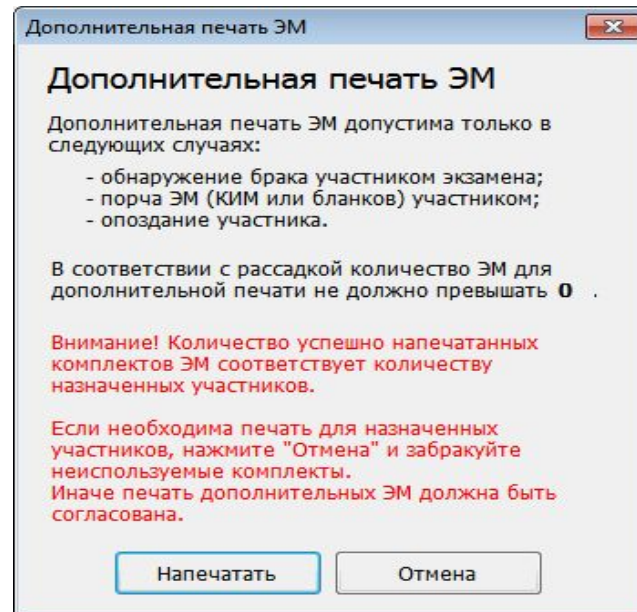 Дополнительная печать ЭМ
Дополнительная печать ЭМ
Дополнительная печать ЭМ допустима только в
следующих случаях:
- обнаружение брака участником экзамена;
- порча ЭМ (КИМ или бланков) участником;
- опоздание участника.
В соответствии с рассадкой количество ЭМ для
дополнительной печати не должно превышать 0 .
Внимание! Количество успешно напечатанных
комплектов ЭМ соответствует количеству
назначенных участников.
Если необходима печать для назначенных
участников, нажмите "Отмена" и забракуйте
неиспользуемые комплекты.
Иначе печать дополнительных ЭМ должна быть
согласована.
Напечатать Отмена